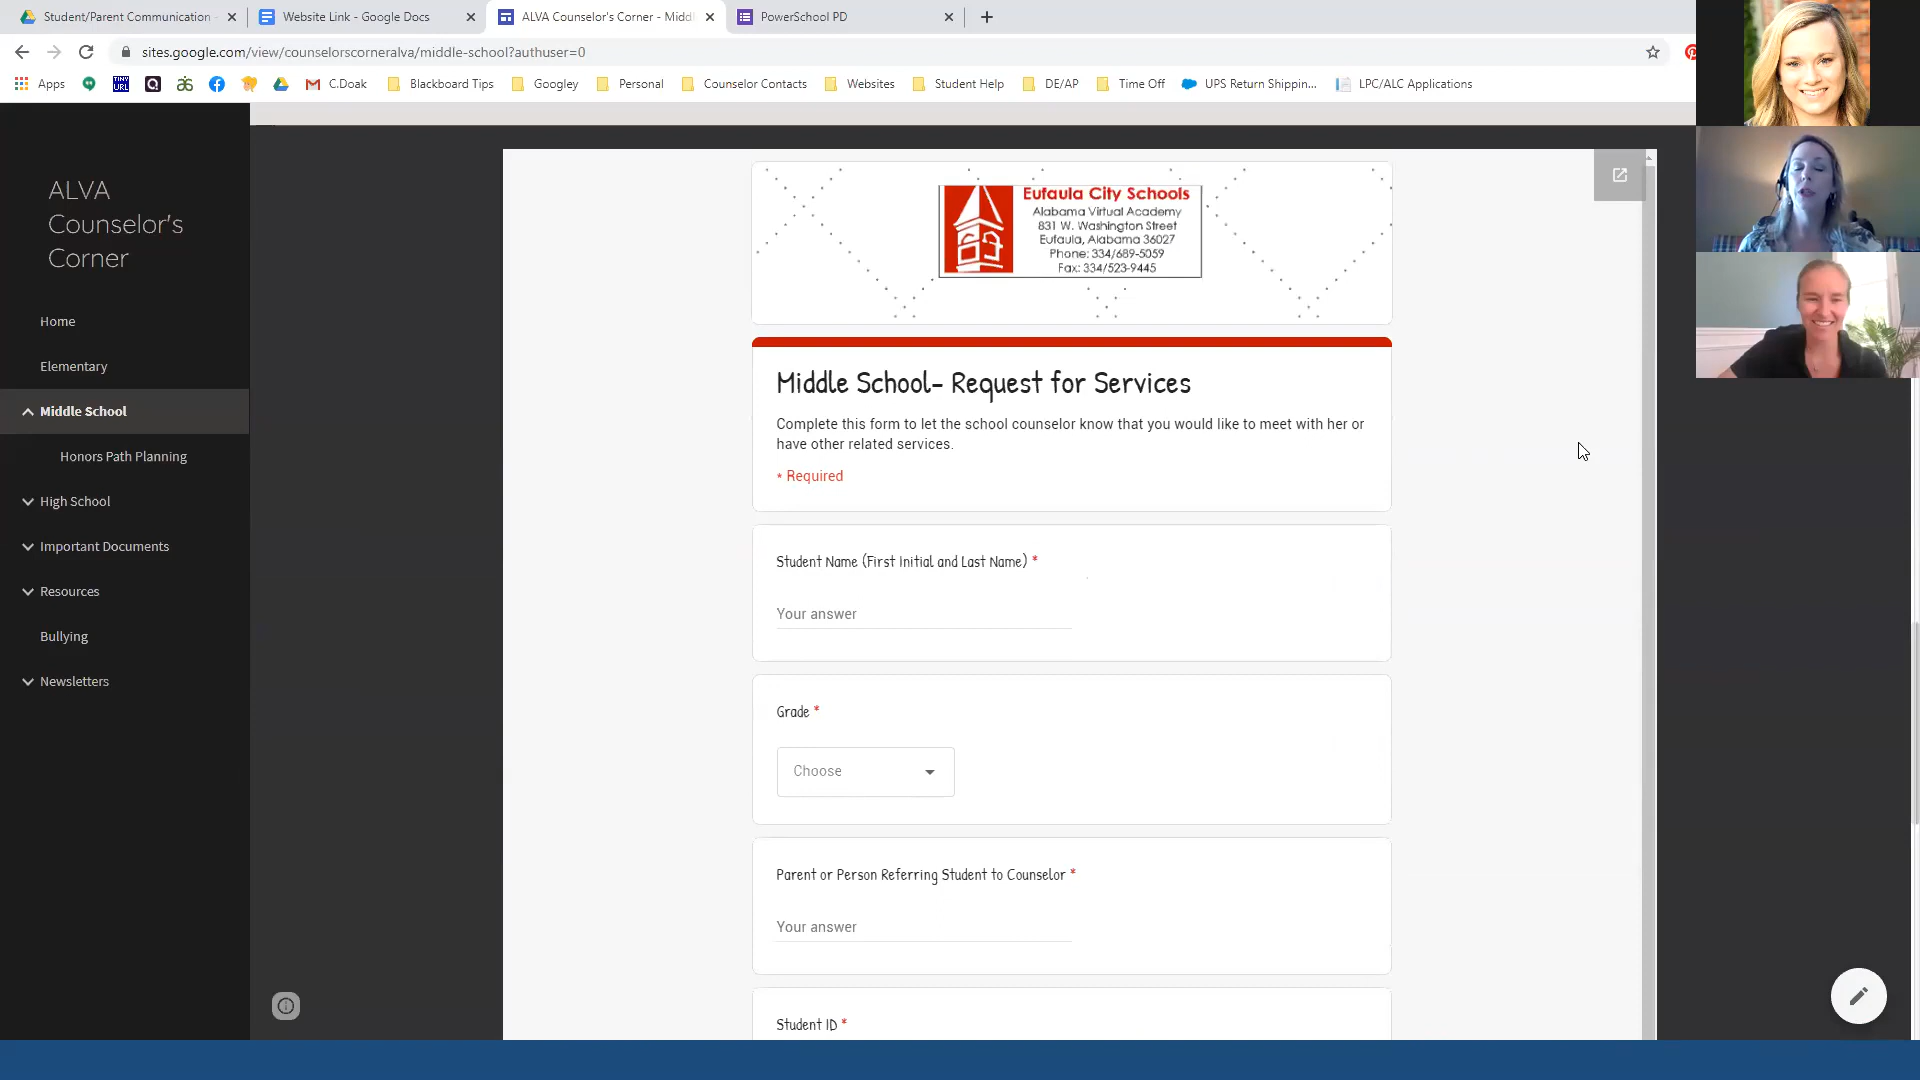 Student/Parent Communication
Website Link - Google Docs
ALVA Counselor's Corner - Middl
PowerSchool PD
sites.google.com/view/counselorscorneralva/middle-school?authuser=0
Apps
TINY
URL
C.Doak
Blackboard Tips
Googley
Personal
Counselor Contacts
Websites
Student Help
DE/AP
Time Off
UPS Return Shippin...
LPC/ALC Applications
ALVA
Counselor's
Corner
Home
Elementary
Middle School
Honors Path Planning
High School
Important Documents
Resources
Bullying
Newsletters
Eufaula City Schools
Alabama Virtual Academy
831 W. Washington Street
Eufaula, Alabama 36027
Phone: 334/689-5059
Fax: 334/523-9445
Middle School- Request for Services
Complete this form to let the school counselor know that you would like to meet with her or
have other related services.
* Required
Student Name (First Initial and Last Name) *
Your answer
Grade *
Choose
Parent or Person Referring Student to Counselor *
Your answer
Student ID *